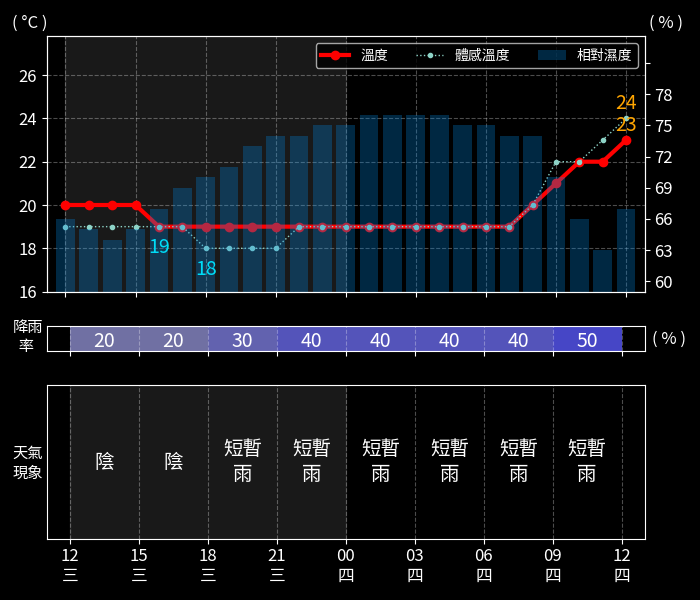 ( °C )
( % )
溫度 體感溫度 相對濕度
26
24
22
20
18
16
78
75
72
69
66
63
60
24
23
19
18
降雨
率
20 20 30 40 40 40 40 50
( % )
天氣
現象
陰 陰 短暫 短暫 短暫 短暫 短暫 短暫
雨 雨 雨 雨 雨 雨
12 15 18 21 00 03 06 09 12
三 三 三 三 四 四 四 四 四